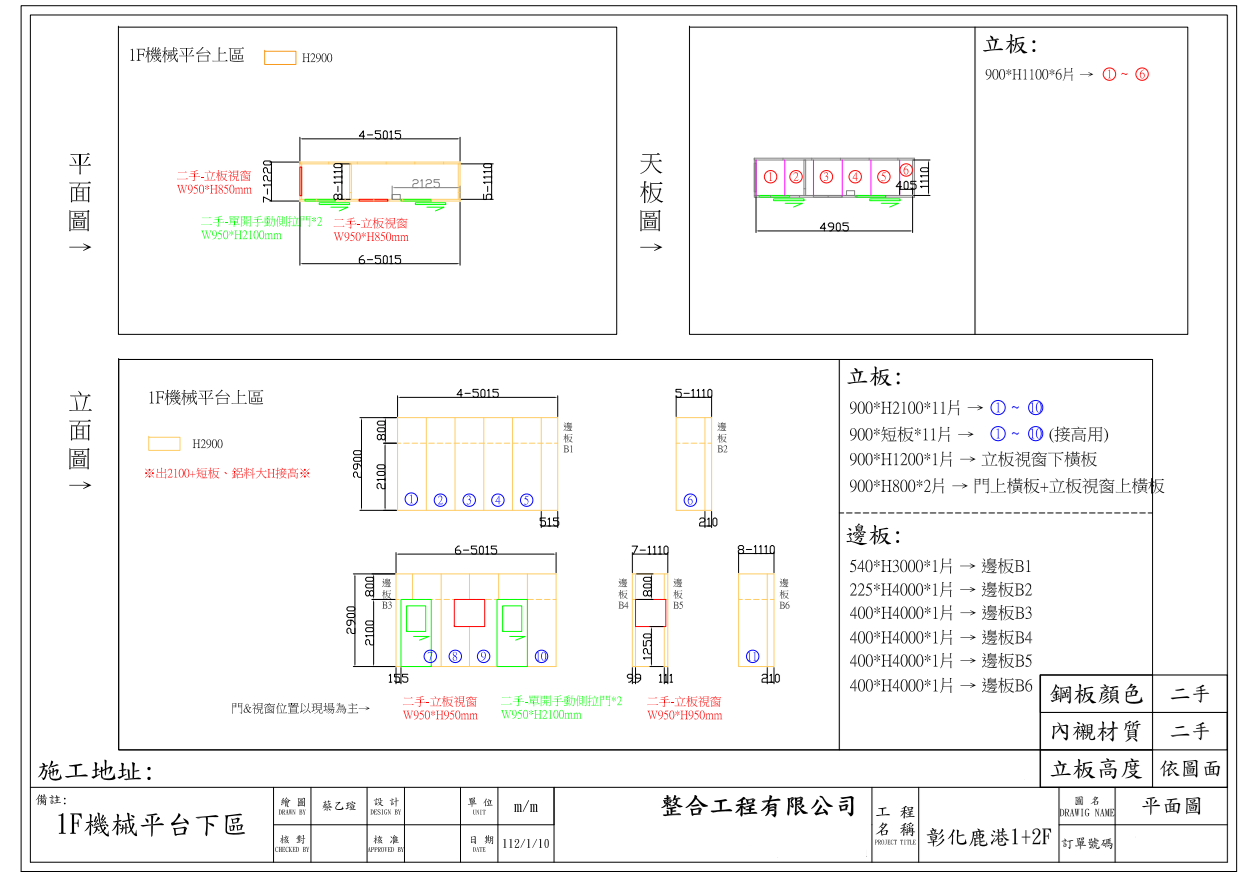 1F機械平台上區
H2900
平面圖→
4-5015
7-1220
8-1110
2125
5-1110
二手-立板視窗
W950*H850mm
二手-單開手動側拉門*2
W950*H2100mm
二手-立板視窗
W950*H850mm
6-5015
天板圖→
① ② ③ ④ ⑤ ⑥
405
1110
4905
立板:
900*H1100*6片 → ① ~ ⑥
立面圖→
1F機械平台上區
H2900
※出2100+短板、鋁料大H接高※
4-5015
2900
800
2100
① ② ③ ④ ⑤
515
邊板B1
5-1110
⑥
210
邊板B2
6-5015
2900
800
2100
邊板B3
⑦ ⑧ ⑨ ⑩
155
7-1110
邊板B4
800
1250
邊板B5
99
111
8-1110
⑪
210
邊板B6
門&視窗位置以現場為主→
二手-立板視窗
W950*H950mm
二手-單開手動側拉門*2
W950*H2100mm
二手-立板視窗
W950*H950mm
立板:
900*H2100*11片 → ① ~ ⑩
900*短板*11片 → ① ~ ⑩ (接高用)
900*H1200*1片 → 立板視窗下橫板
900*H800*2片 → 門上橫板+立板視窗上橫板
邊板:
540*H3000*1片 → 邊板B1
225*H4000*1片 → 邊板B2
400*H4000*1片 → 邊板B3
400*H4000*1片 → 邊板B4
400*H4000*1片 → 邊板B5
400*H4000*1片 → 邊板B6
鋼板顏色 二手
內襯材質 二手
立板高度 依圖面
施工地址:
備註:
1F機械平台下區
繪圖 DRAWN BY 蔡乙瑄
設計 DESIGN BY
核對 CHECKED BY
核准 APPROVED BY
單位 UNIT m/m
日期 DATE 112/1/10
整合工程有限公司
工程名稱 PROJECT TITLE
彰化鹿港1+2F
圖名 DRAWIG NAME 平面圖
訂單號碼